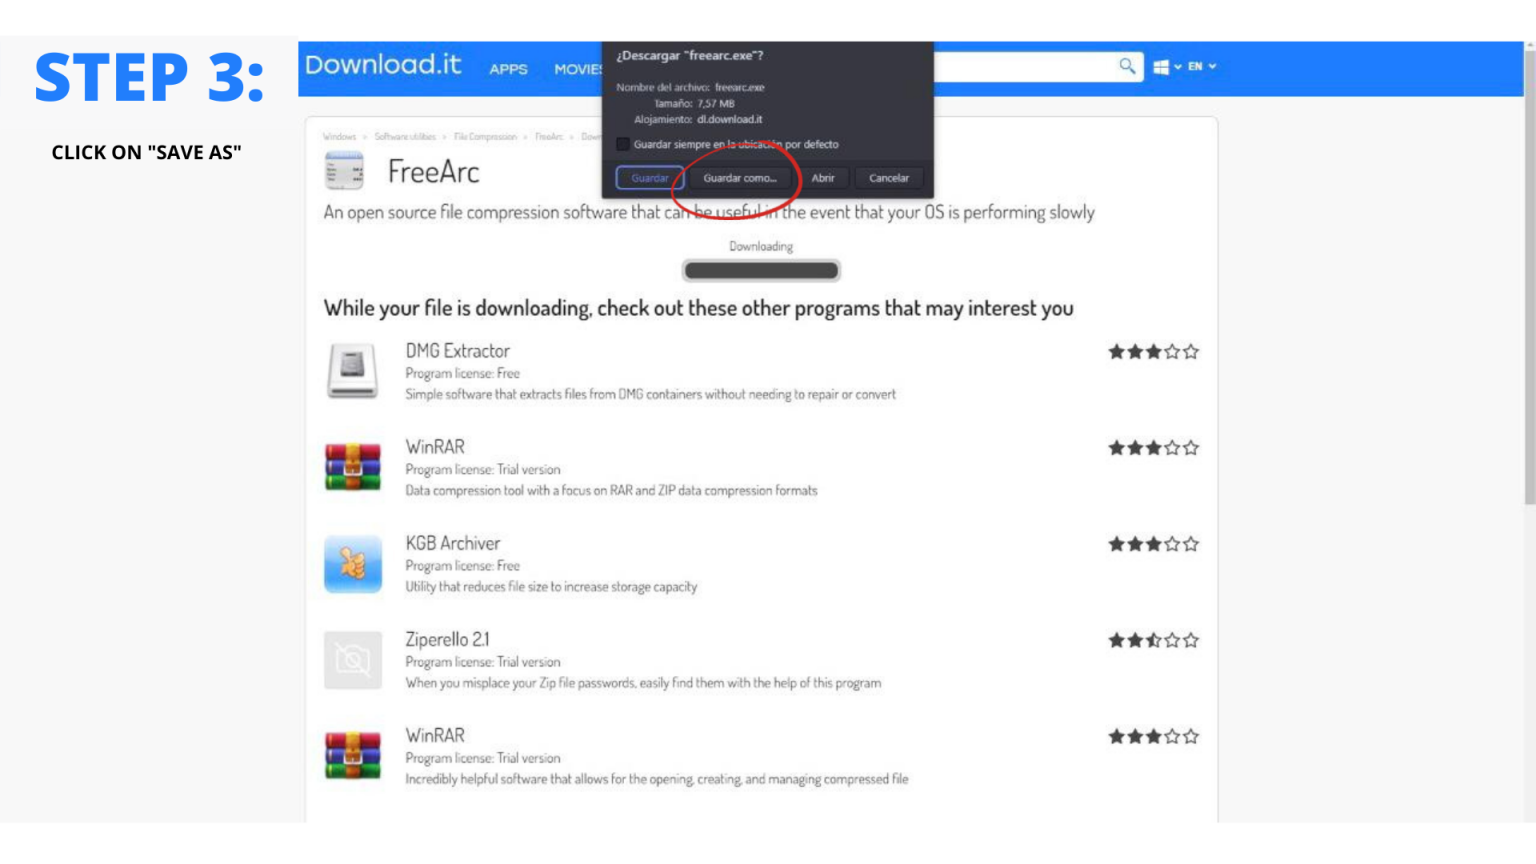 STEP 3:
CLICK ON "SAVE AS"
Download.it
APPS
MOVIES
EN
¿Descargar "freearc.exe"?
Nombre del archivo: freearc.exe
Tamaño: 7,57 MB
Alojamiento: dl.download.it
Guardar siempre en la ubicación por defecto
Guardar
Guardar como...
Abrir
Cancelar
Windows > Software utilities > File Compression > FreeArc > Down
FreeArc
An open source file compression software that can be useful in the event that your OS is performing slowly
Downloading
While your file is downloading, check out these other programs that may interest you
DMG Extractor
Program license: Free
Simple software that extracts files from DMG containers without needing to repair or convert
WinRAR
Program license: Trial version
Data compression tool with a focus on RAR and ZIP data compression formats
KGB Archiver
Program license: Free
Utility that reduces file size to increase storage capacity
Ziperello 2.1
Program license: Trial version
When you misplace your Zip file passwords, easily find them with the help of this program
WinRAR
Program license: Trial version
Incredibly helpful software that allows for the opening, creating, and managing compressed file